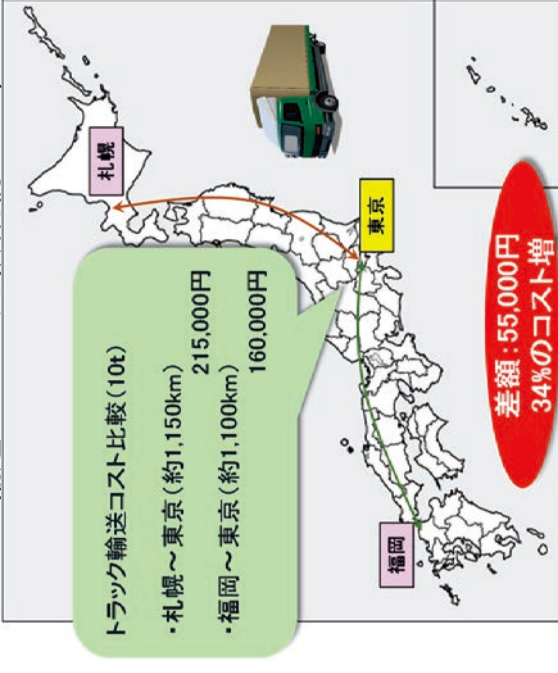 トラック輸送コスト比較(10t)
・札幌～東京(約1,150km)
215,000円
・福岡～東京(約1,100km)
160,000円
札幌
東京
福岡
差額:55,000円
34%のコスト増